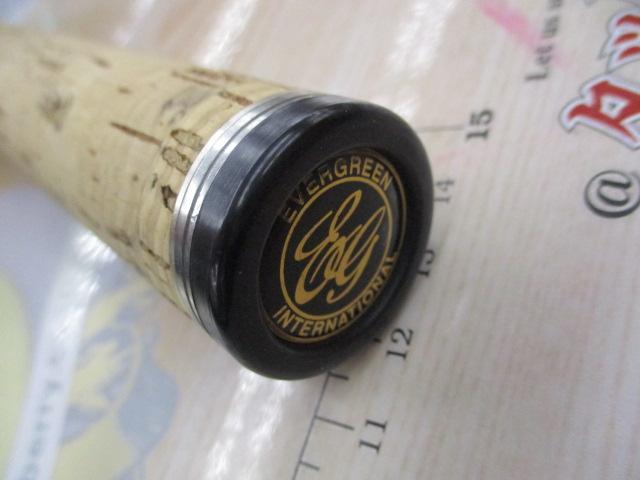 EVERGREEN
EG
INTERNATIONAL
15
14
13
12
11
Let us
@